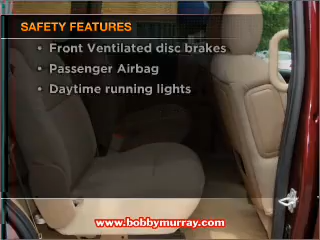 SAFETY FEATURES
• Front Ventilated disc brakes
• Passenger Airbag
• Daytime running lights
www.bobbymurray.com